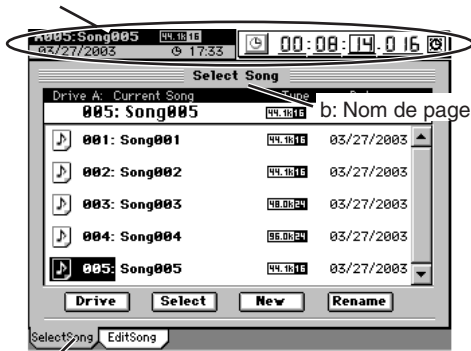 A005:Song005 44.1k16
03/27/2003 17:33 00:08:14.016
Select Song
Drive A: Current Song Type
005: Song005 44.1k16
b: Nom de page
001: Song001 44.1k16 03/27/2003
002: Song002 44.1k16 03/27/2003
003: Song003 48.0k24 03/27/2003
004: Song004 96.0k24 03/27/2003
005: Song005 44.1k16 03/27/2003
Drive Select New Rename
SelectSong EditSong